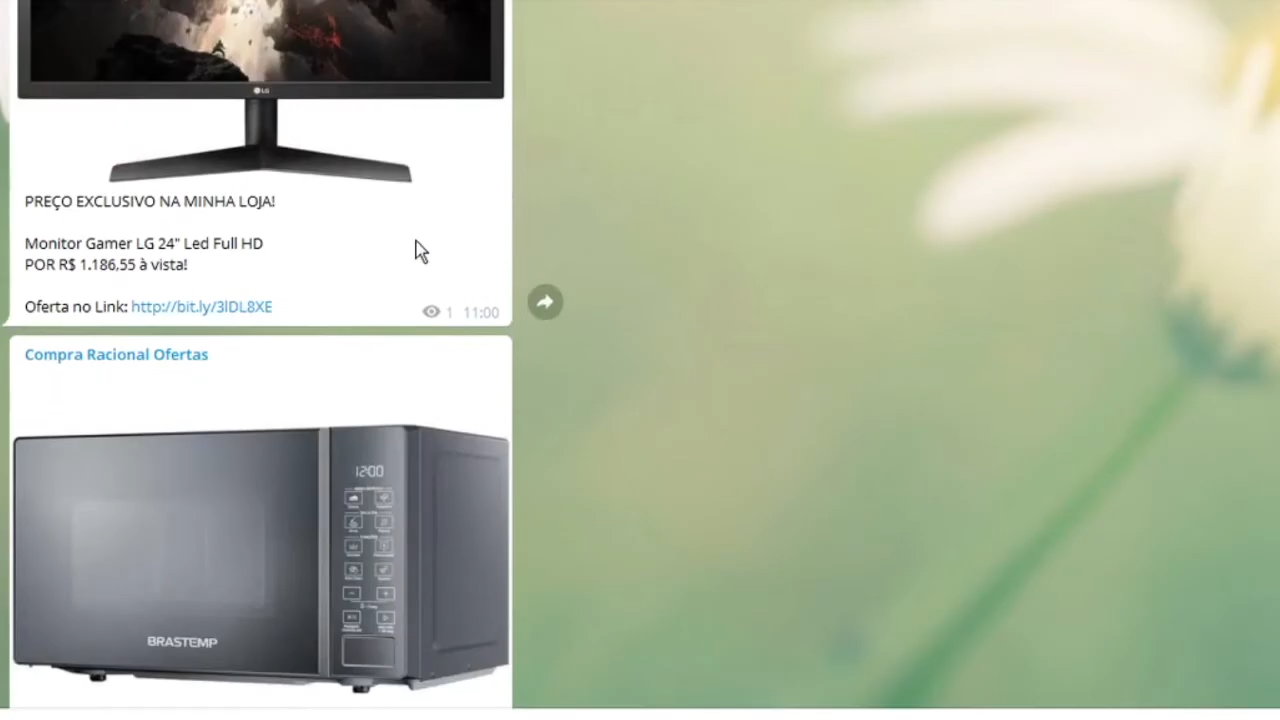 LG
PREÇO EXCLUSIVO NA MINHA LOJA!
Monitor Gamer LG 24" Led Full HD
POR R$ 1.186,55 à vista!
Oferta no Link: http://bit.ly/3lDL8XE
1 11:00
Compra Racional Ofertas
12:00
BRASTEMP